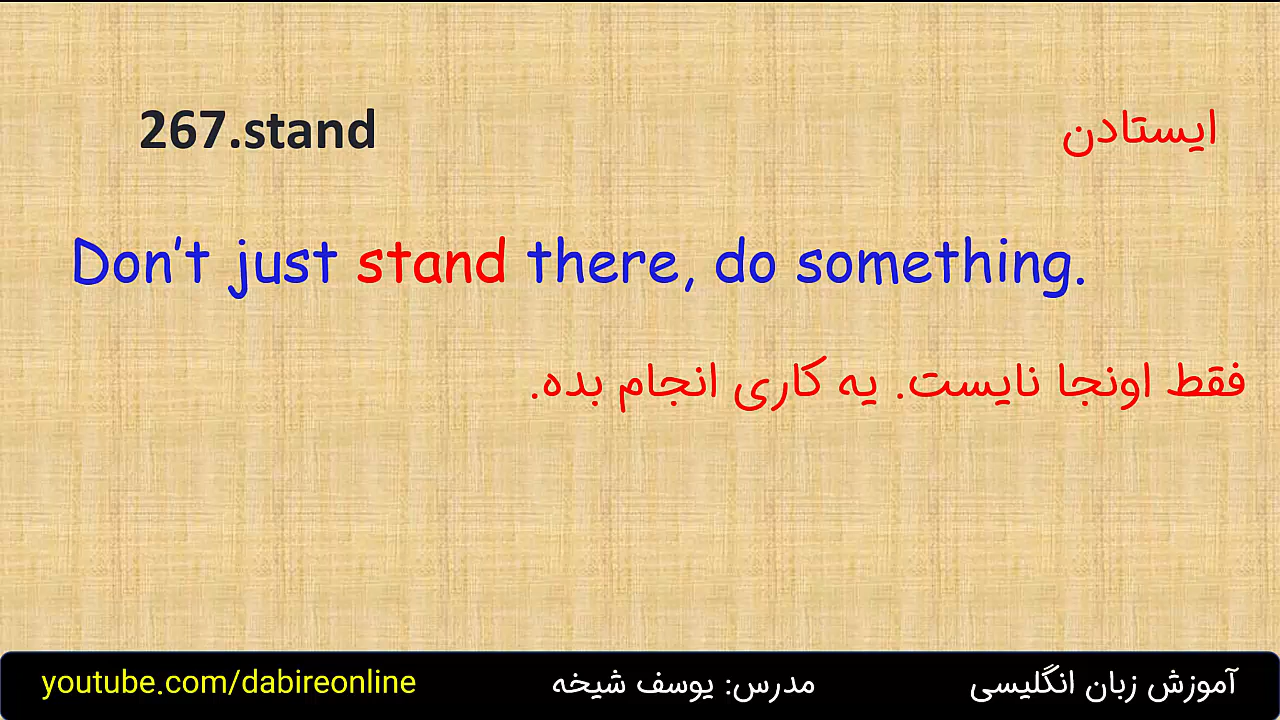 267.stand
ایستادن
Don’t just stand there, do something.
فقط اونجا نایست. یه کاری انجام بده.
youtube.com/dabireonline
مدرس: یوسف شیخه
آموزش زبان انگلیسی